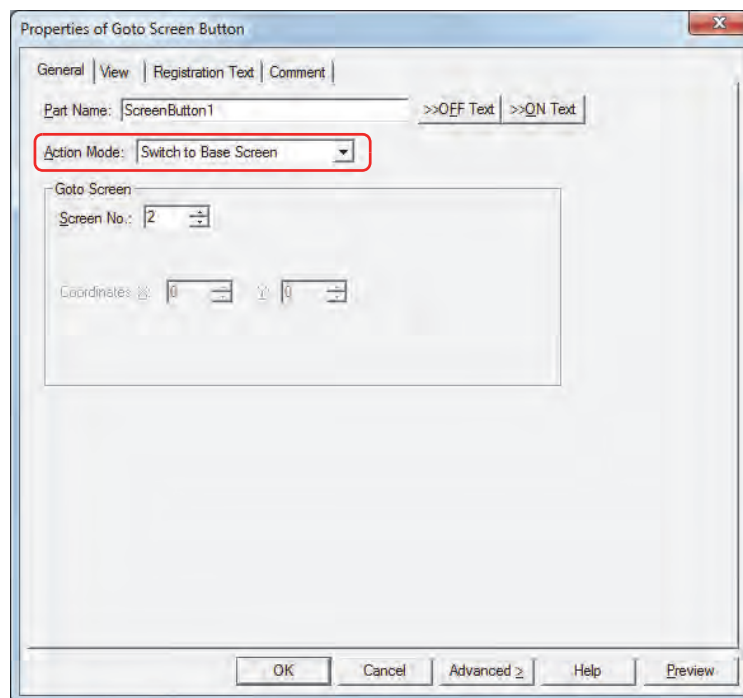 Properties of Goto Screen Button
X
General View Registration Text Comment
Part Name: ScreenButton1 >>OFF Text >>ON Text
Action Mode: Switch to Base Screen
Goto Screen
Screen No.: 2
Coordinates X: 0 Y: 0
OK Cancel Advanced > Help Preview